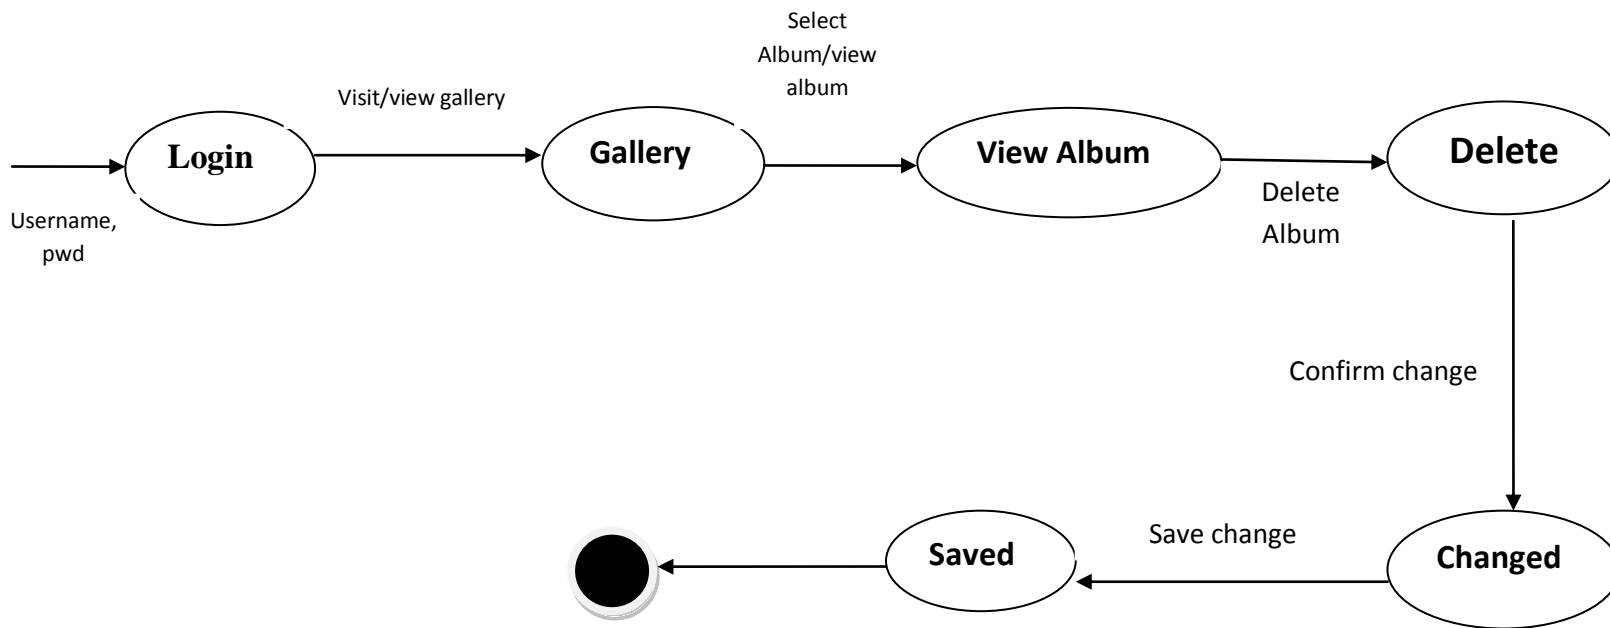 Select
Album/view
album
Visit/view gallery
Login
Gallery
View Album
Delete
Username,
pwd
Delete
Album
Confirm change
Saved
Save change
Changed